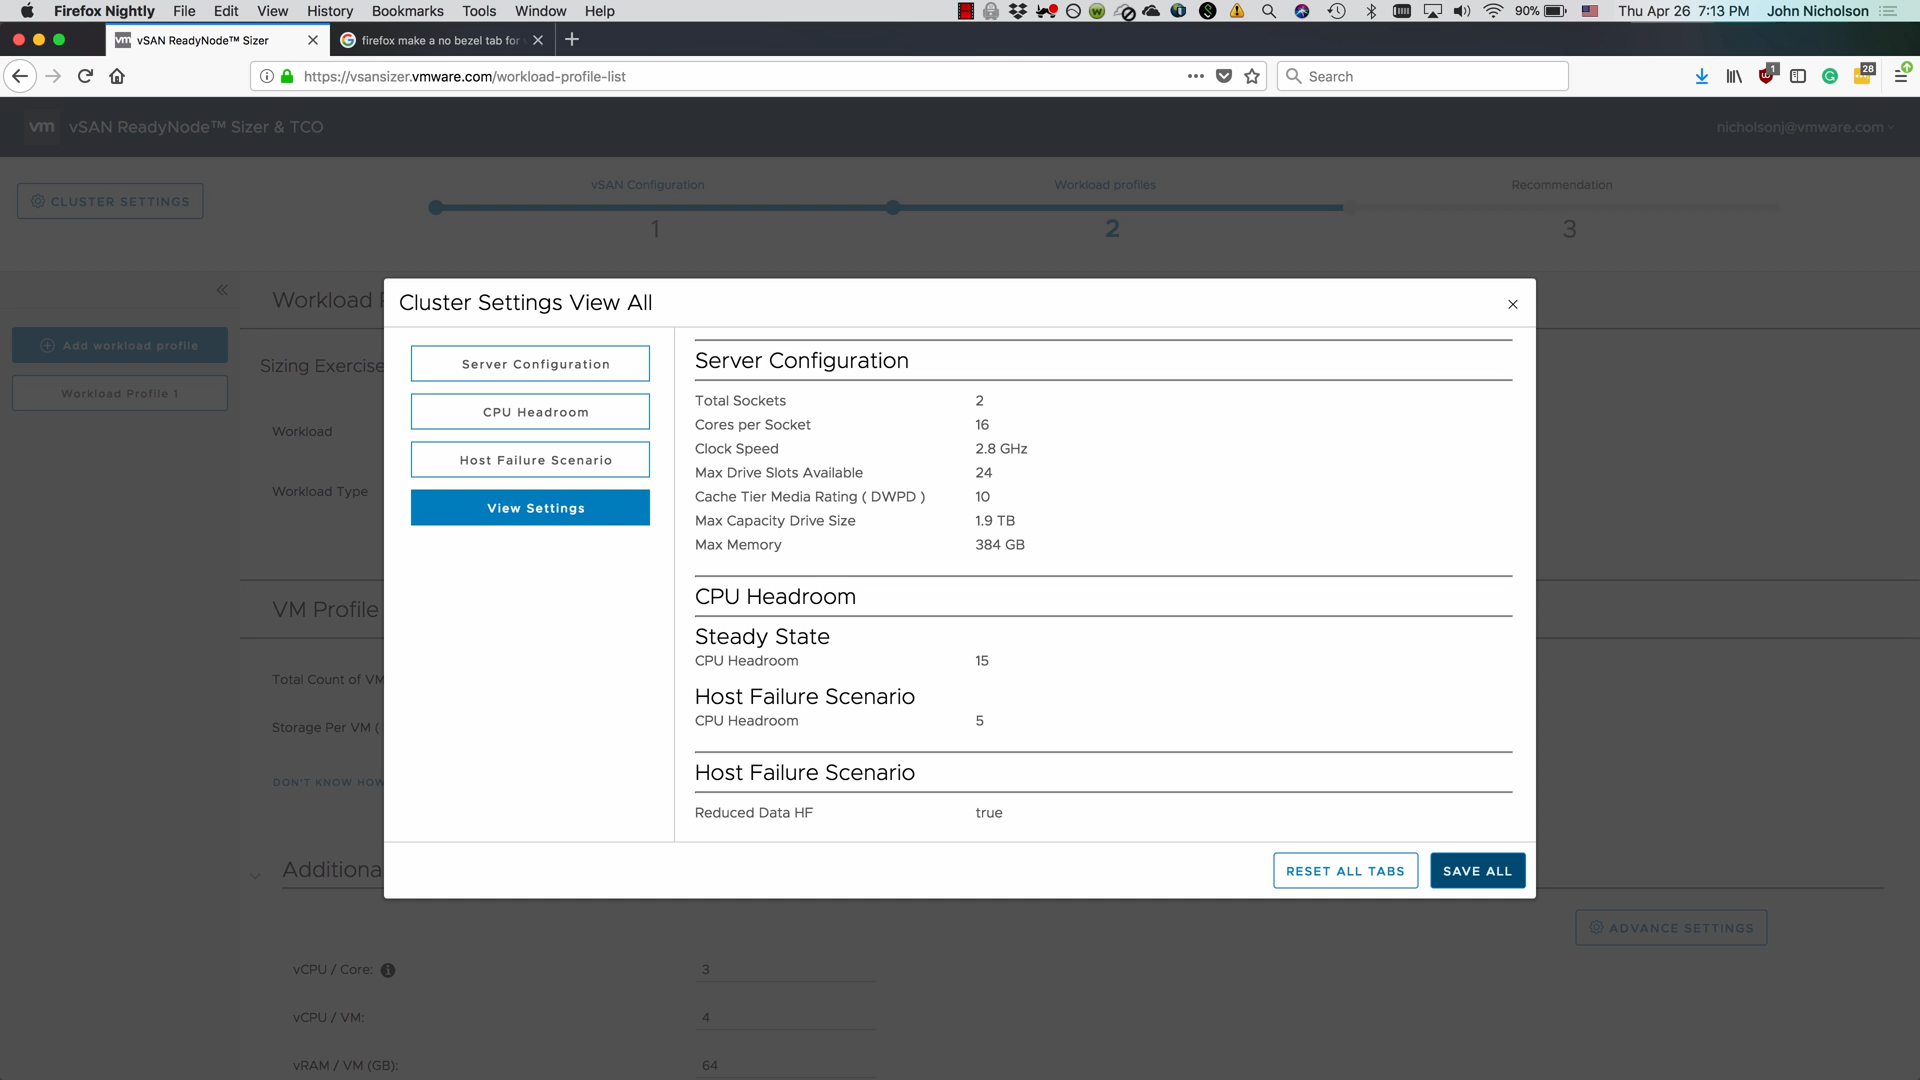 Firefox Nightly File Edit View History Bookmarks Tools Window Help 90% Thu Apr 26 7:13 PM John Nicholson
vm vSAN ReadyNode™ Sizer
firefox make a no bezel tab for
https://vsansizer.vmware.com/workload-profile-list
Search
1
28
vm vSAN ReadyNode™ Sizer & TCO
nicholsonj@vmware.com
CLUSTER SETTINGS
vSAN Configuration
Workload profiles
Recommendation
1
2
3
Workload
Add workload profile
Workload Profile 1
Sizing Exercise
Workload
Workload Type
VM Profile
Total Count of VM
Storage Per VM (
DON'T KNOW HOW
Additiona
ADVANCE SETTINGS
vCPU / Core: 3
vCPU / VM: 4
vRAM / VM (GB): 64
Cluster Settings View All
Server Configuration
CPU Headroom
Host Failure Scenario
View Settings
Server Configuration
Total Sockets 2
Cores per Socket 16
Clock Speed 2.8 GHz
Max Drive Slots Available 24
Cache Tier Media Rating ( DWPD ) 10
Max Capacity Drive Size 1.9 TB
Max Memory 384 GB
CPU Headroom
Steady State
CPU Headroom 15
Host Failure Scenario
CPU Headroom 5
Host Failure Scenario
Reduced Data HF true
RESET ALL TABS
SAVE ALL